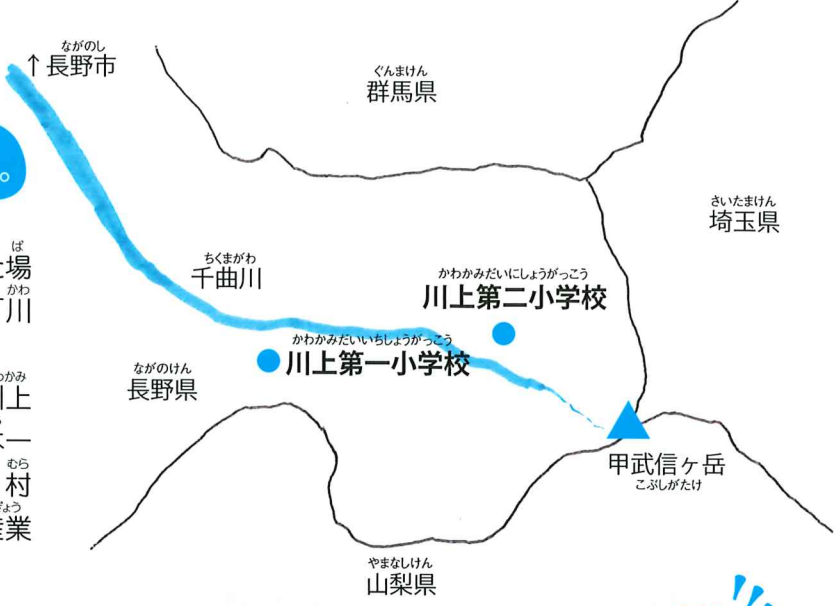 ながのし
↑長野市
ぐんまけん
群馬県
さいたまけん
埼玉県
ちくまがわ
千曲川
かわかみだいにしょうがっこう
川上第二小学校
かわかみだいいちしょうがっこう
川上第一小学校
ながのけん
長野県
甲武信ヶ岳
こぶしがたけ
やまなしけん
山梨県
。
ば
場
かわ
川
上
一
むら
村
業